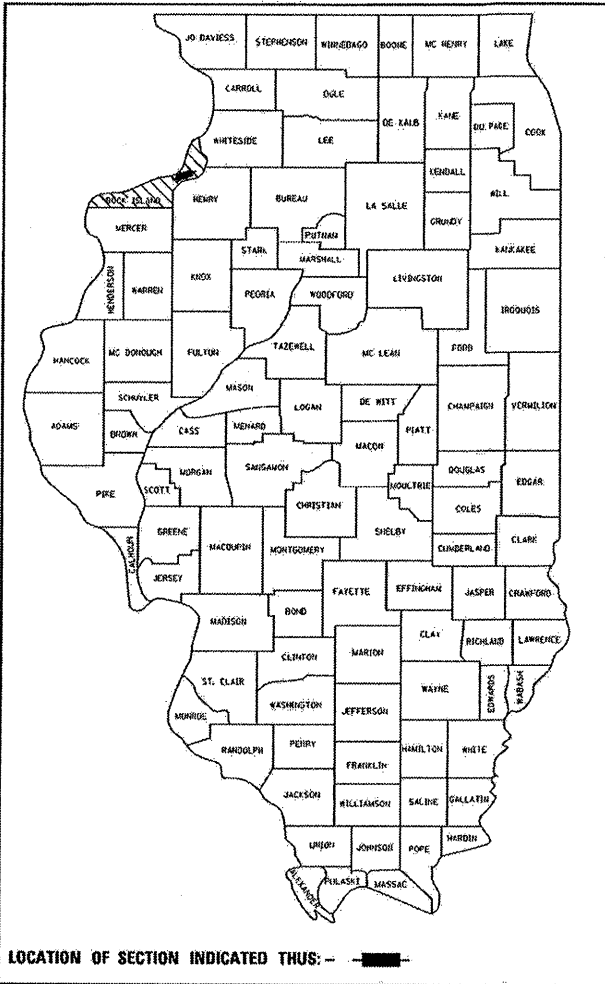 JO DAVIESS STEPHENSON WINNEBAGO BOONE MC HENRY LAKE
CARROLL OGLE DE KALB KANE DU PAGE COOK
WHITESIDE LEE KENDALL WILL
ROCK ISLAND HENRY BUREAU LA SALLE GRUNDY
MERCER STARK PUTNAM MARSHALL KANKAKEE
HENDERSON WARREN KNOX PEORIA WOODFORD LIVINGSTON IROQUOIS
HANCOCK MC DONOUGH FULTON TAZEWELL MC LEAN FORD
SCHUYLER MASON LOGAN DE WITT CHAMPAIGN VERMILION
ADAMS BROWN CASS MENARD MACON PIATT
PIKE SCOTT MORGAN SANGAMON CHRISTIAN MOULTRIE DOUGLAS EDGAR
COLES
CALHOUN GREENE MACOUPIN MONTGOMERY SHELBY CUMBERLAND CLARK
JERSEY FAYETTE EFFINGHAM JASPER CRAWFORD
MADISON BOND CLAY RICHLAND LAWRENCE
CLINTON MARION
ST. CLAIR WAYNE EDWARDS WABASH
MONROE WASHINGTON JEFFERSON
RANDOLPH PERRY HAMILTON WHITE
FRANKLIN
JACKSON WILLIAMSON SALINE GALLATIN
UNION JOHNSON POPE HARDIN
ALEXANDER PULASKI MASSAC
LOCATION OF SECTION INDICATED THUS:-